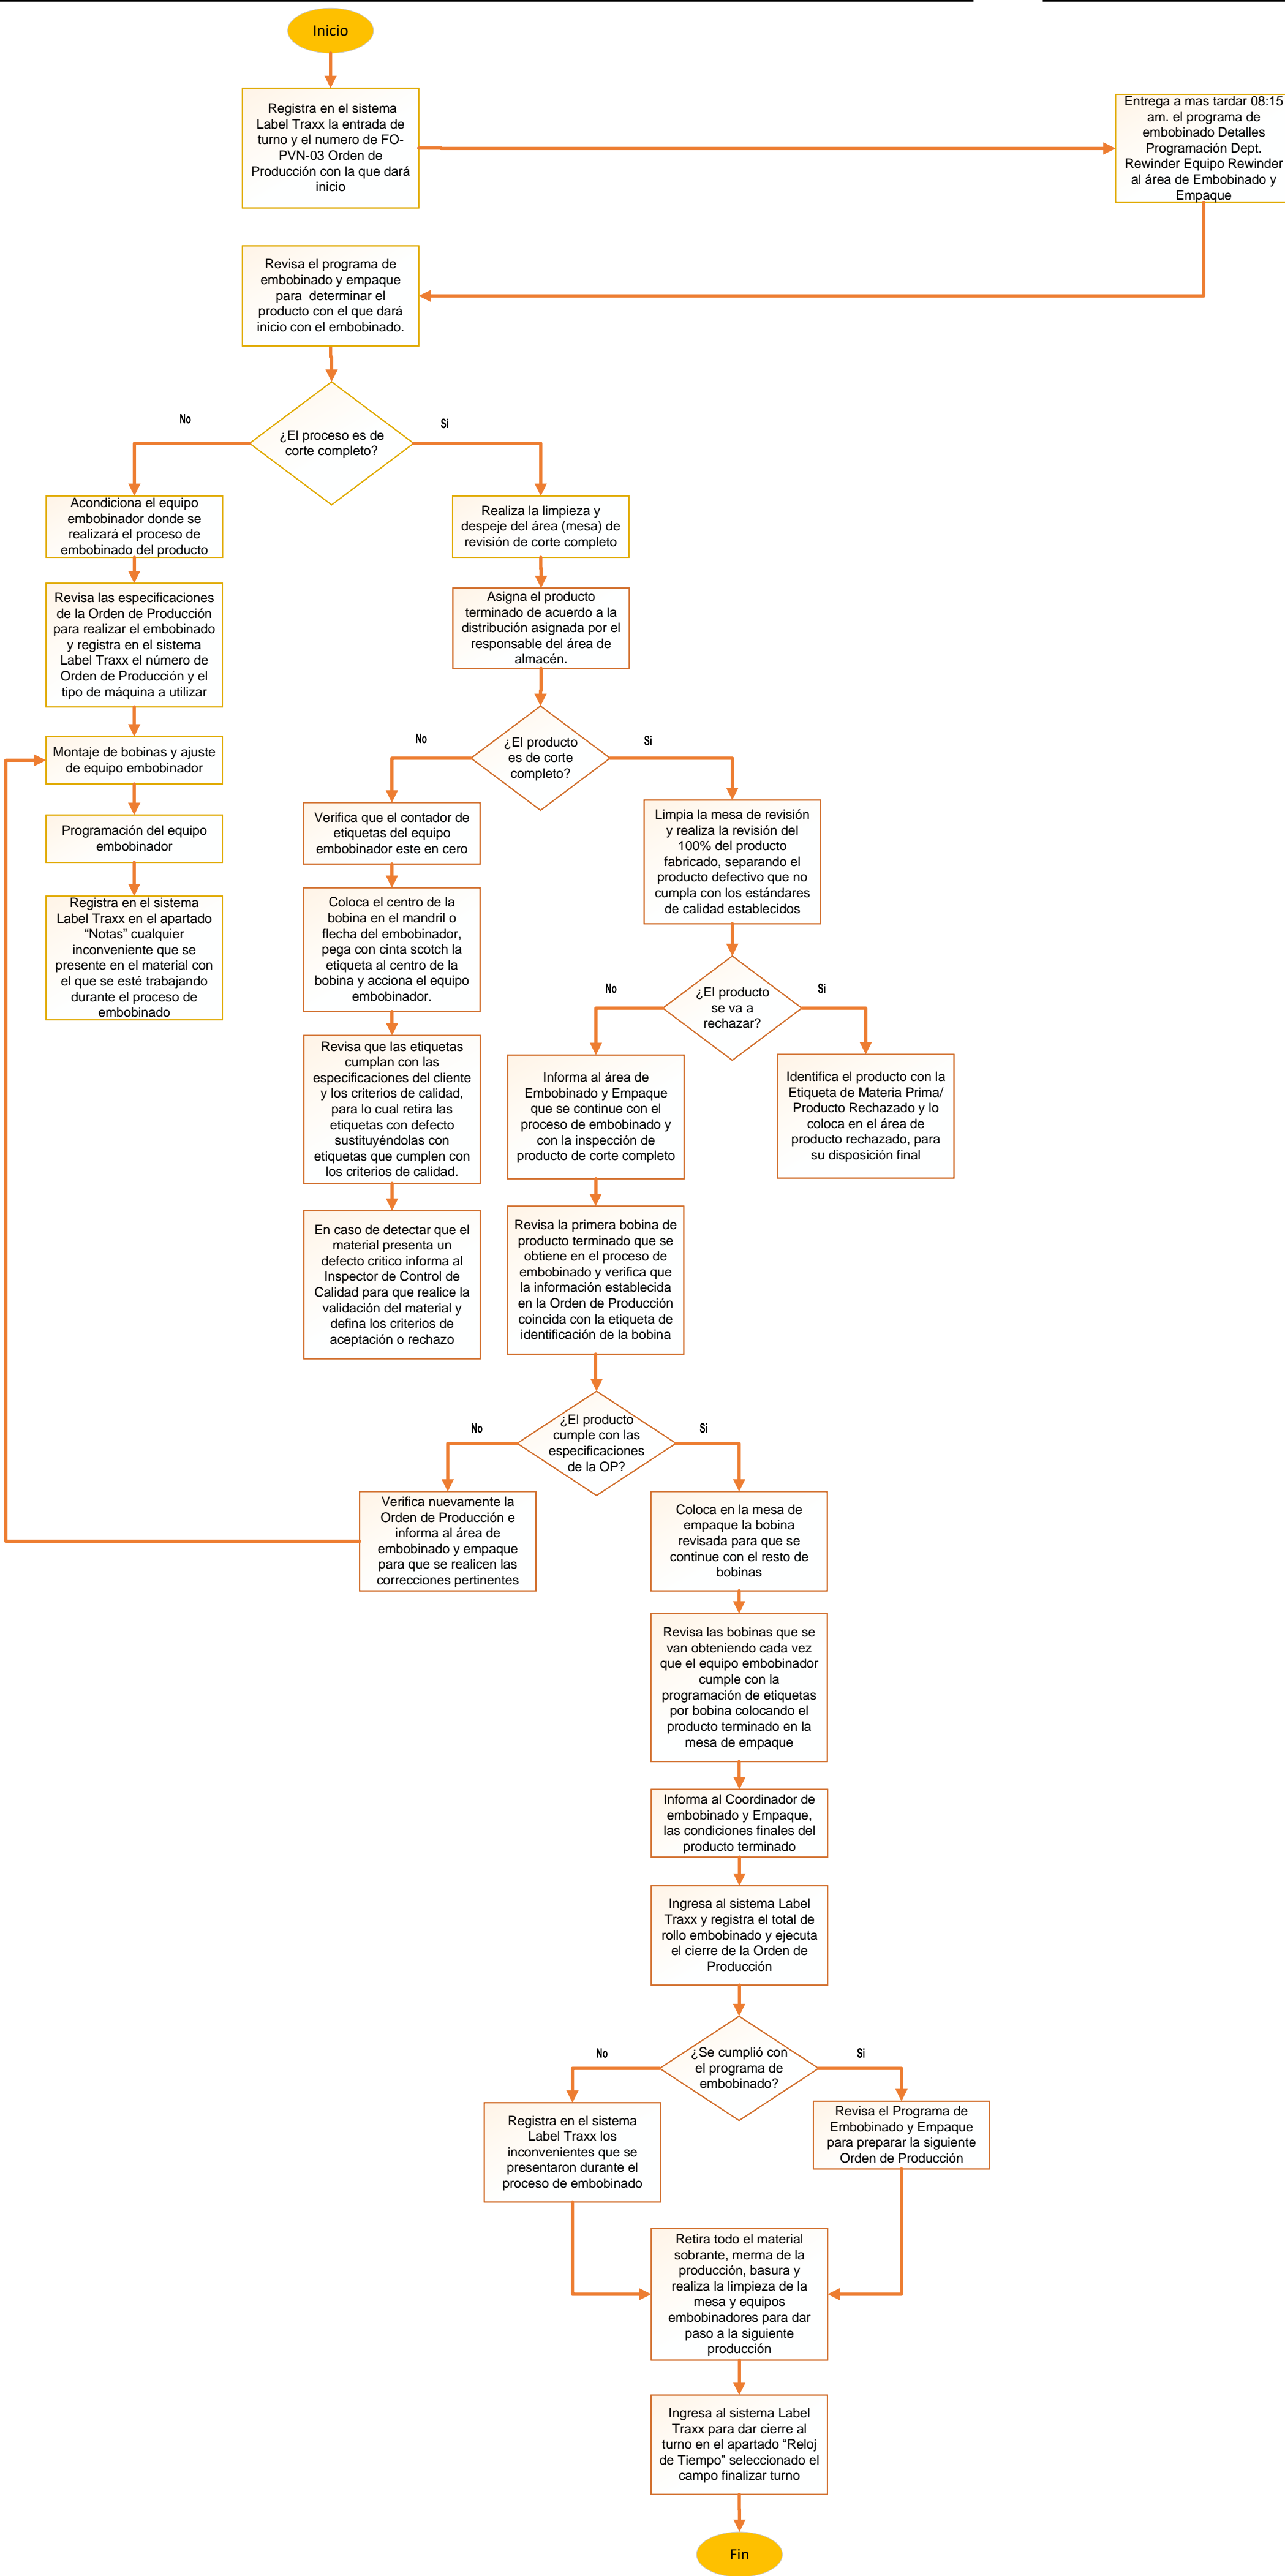 Inicio
Registra en el sistema
Label Traxx la entrada de
turno y el numero de FO-
PVN-03 Orden de
Producción con la que dará
inicio
Entrega a mas tardar 08:15
am. el programa de
embobinado Detalles
Programación Dept.
Rewinder Equipo Rewinder
al área de Embobinado y
Empaque
Revisa el programa de
embobinado y empaque
para determinar el
producto con el que dará
inicio con el embobinado.
¿El proceso es de
corte completo?
No
Si
Acondiciona el equipo
embobinador donde se
realizará el proceso de
embobinado del producto
Revisa las especificaciones
de la Orden de Producción
para realizar el embobinado
y registra en el sistema
Label Traxx el número de
Orden de Producción y el
tipo de máquina a utilizar
Montaje de bobinas y ajuste
de equipo embobinador
Programación del equipo
embobinador
Registra en el sistema
Label Traxx en el apartado
“Notas” cualquier
inconveniente que se
presente en el material con
el que se esté trabajando
durante el proceso de
embobinado
Realiza la limpieza y
despeje del área (mesa) de
revisión de corte completo
Asigna el producto
terminado de acuerdo a la
distribución asignada por el
responsable del área de
almacén.
¿El producto
es de corte
completo?
No
Si
Verifica que el contador de
etiquetas del equipo
embobinador este en cero
Coloca el centro de la
bobina en el mandril o
flecha del embobinador,
pega con cinta scotch la
etiqueta al centro de la
bobina y acciona el equipo
embobinador.
Revisa que las etiquetas
cumplan con las
especificaciones del cliente
y los criterios de calidad,
para lo cual retira las
etiquetas con defecto
sustituyéndolas con
etiquetas que cumplen con
los criterios de calidad.
En caso de detectar que el
material presenta un
defecto critico informa al
Inspector de Control de
Calidad para que realice la
validación del material y
defina los criterios de
aceptación o rechazo
Limpia la mesa de revisión
y realiza la revisión del
100% del producto
fabricado, separando el
producto defectivo que no
cumpla con los estándares
de calidad establecidos
¿El producto
se va a
rechazar?
No
Si
Informa al área de
Embobinado y Empaque
que se continue con el
proceso de embobinado y
con la inspección de
producto de corte completo
Identifica el producto con la
Etiqueta de Materia Prima/
Producto Rechazado y lo
coloca en el área de
producto rechazado, para
su disposición final
Revisa la primera bobina de
producto terminado que se
obtiene en el proceso de
embobinado y verifica que
la información establecida
en la Orden de Producción
coincida con la etiqueta de
identificación de la bobina
¿El producto
cumple con las
especificaciones
de la OP?
No
Si
Verifica nuevamente la
Orden de Producción e
informa al área de
embobinado y empaque
para que se realicen las
correcciones pertinentes
Coloca en la mesa de
empaque la bobina
revisada para que se
continue con el resto de
bobinas
Revisa las bobinas que se
van obteniendo cada vez
que el equipo embobinador
cumple con la
programación de etiquetas
por bobina colocando el
producto terminado en la
mesa de empaque
Informa al Coordinador de
embobinado y Empaque,
las condiciones finales del
producto terminado
Ingresa al sistema Label
Traxx y registra el total de
rollo embobinado y ejecuta
el cierre de la Orden de
Producción
¿Se cumplió con
el programa de
embobinado?
No
Si
Registra en el sistema
Label Traxx los
inconvenientes que se
presentaron durante el
proceso de embobinado
Revisa el Programa de
Embobinado y Empaque
para preparar la siguiente
Orden de Producción
Retira todo el material
sobrante, merma de la
producción, basura y
realiza la limpieza de la
mesa y equipos
embobinadores para dar
paso a la siguiente
producción
Ingresa al sistema Label
Traxx para dar cierre al
turno en el apartado “Reloj
de Tiempo” seleccionado el
campo finalizar turno
Fin